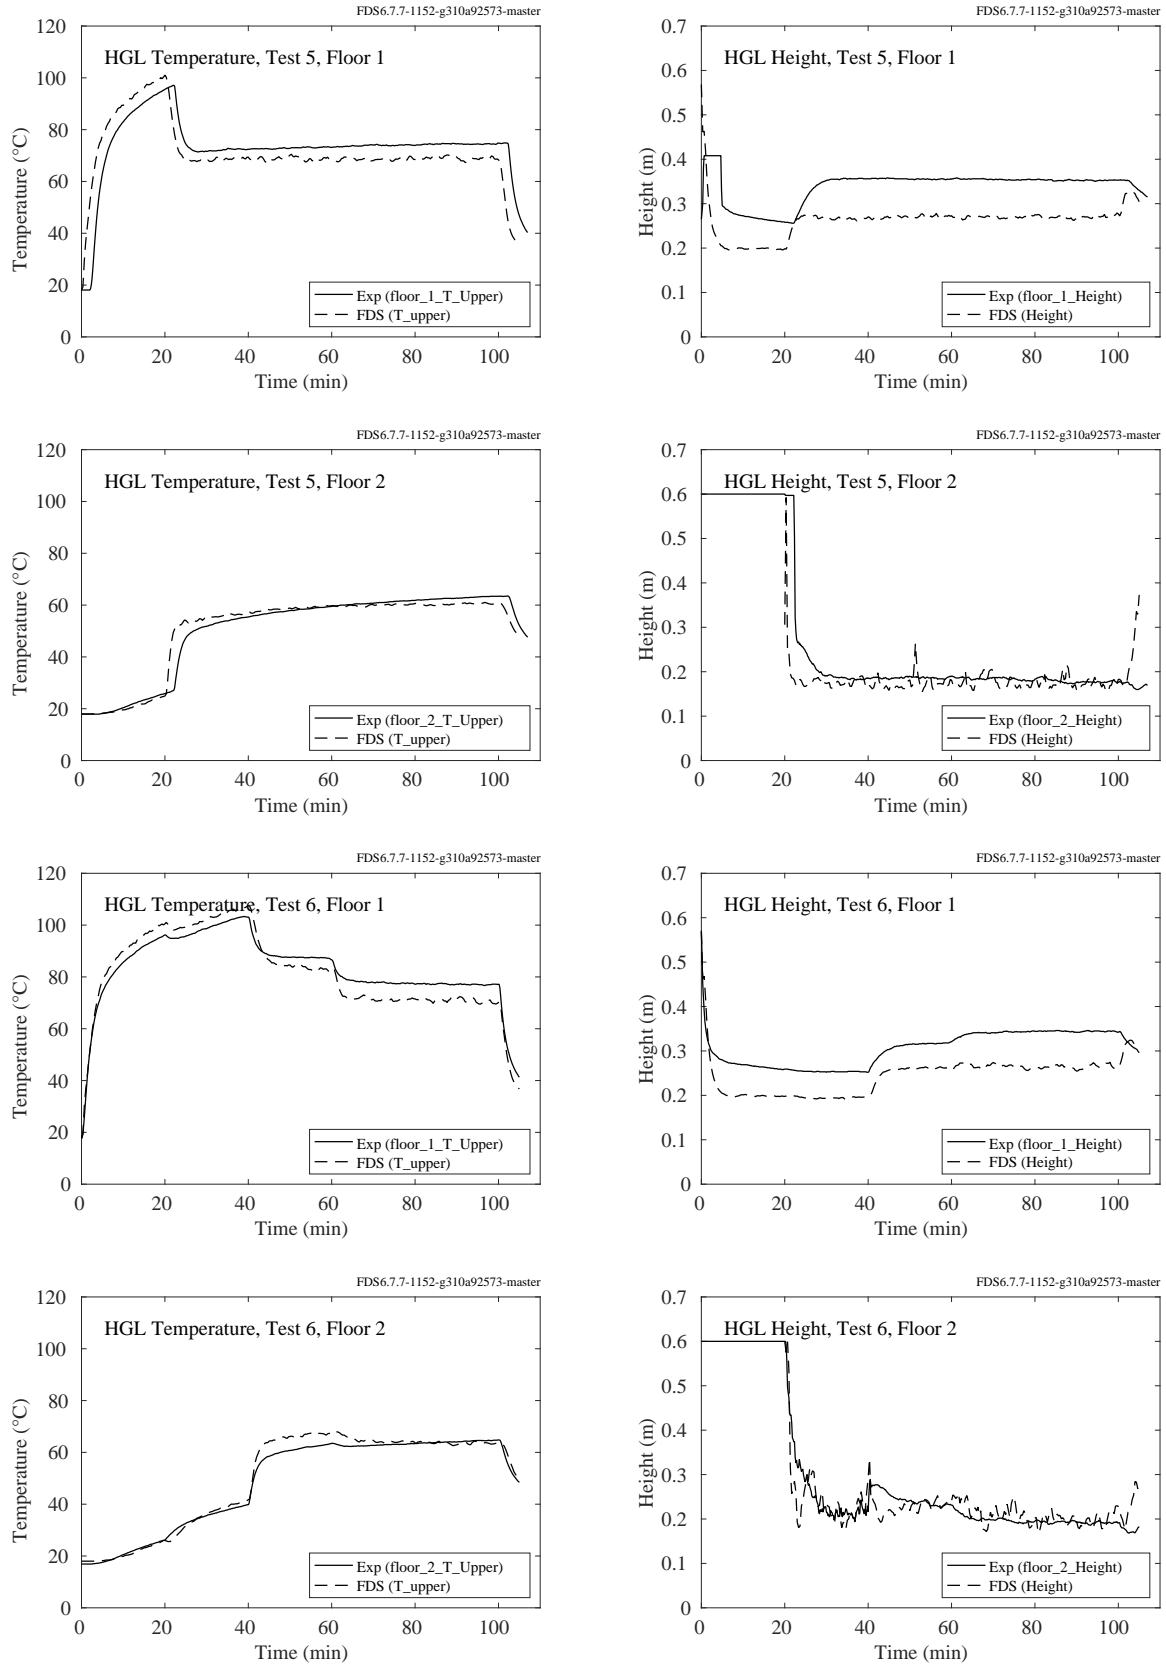 FDS6.7.7-1152-g310a92573-master
HGL Temperature, Test 5, Floor 1
Temperature (°C)
120
100
80
60
40
20
0
0 20 40 60 80 100
Time (min)
Exp (floor_1_T_Upper)
FDS (T_upper)
FDS6.7.7-1152-g310a92573-master
HGL Height, Test 5, Floor 1
Height (m)
0.7
0.6
0.5
0.4
0.3
0.2
0.1
0
0 20 40 60 80 100
Time (min)
Exp (floor_1_Height)
FDS (Height)
FDS6.7.7-1152-g310a92573-master
HGL Temperature, Test 5, Floor 2
Temperature (°C)
120
100
80
60
40
20
0
0 20 40 60 80 100
Time (min)
Exp (floor_2_T_Upper)
FDS (T_upper)
FDS6.7.7-1152-g310a92573-master
HGL Height, Test 5, Floor 2
Height (m)
0.7
0.6
0.5
0.4
0.3
0.2
0.1
0
0 20 40 60 80 100
Time (min)
Exp (floor_2_Height)
FDS (Height)
FDS6.7.7-1152-g310a92573-master
HGL Temperature, Test 6, Floor 1
Temperature (°C)
120
100
80
60
40
20
0
0 20 40 60 80 100
Time (min)
Exp (floor_1_T_Upper)
FDS (T_upper)
FDS6.7.7-1152-g310a92573-master
HGL Height, Test 6, Floor 1
Height (m)
0.7
0.6
0.5
0.4
0.3
0.2
0.1
0
0 20 40 60 80 100
Time (min)
Exp (floor_1_Height)
FDS (Height)
FDS6.7.7-1152-g310a92573-master
HGL Temperature, Test 6, Floor 2
Temperature (°C)
120
100
80
60
40
20
0
0 20 40 60 80 100
Time (min)
Exp (floor_2_T_Upper)
FDS (T_upper)
FDS6.7.7-1152-g310a92573-master
HGL Height, Test 6, Floor 2
Height (m)
0.7
0.6
0.5
0.4
0.3
0.2
0.1
0
0 20 40 60 80 100
Time (min)
Exp (floor_2_Height)
FDS (Height)